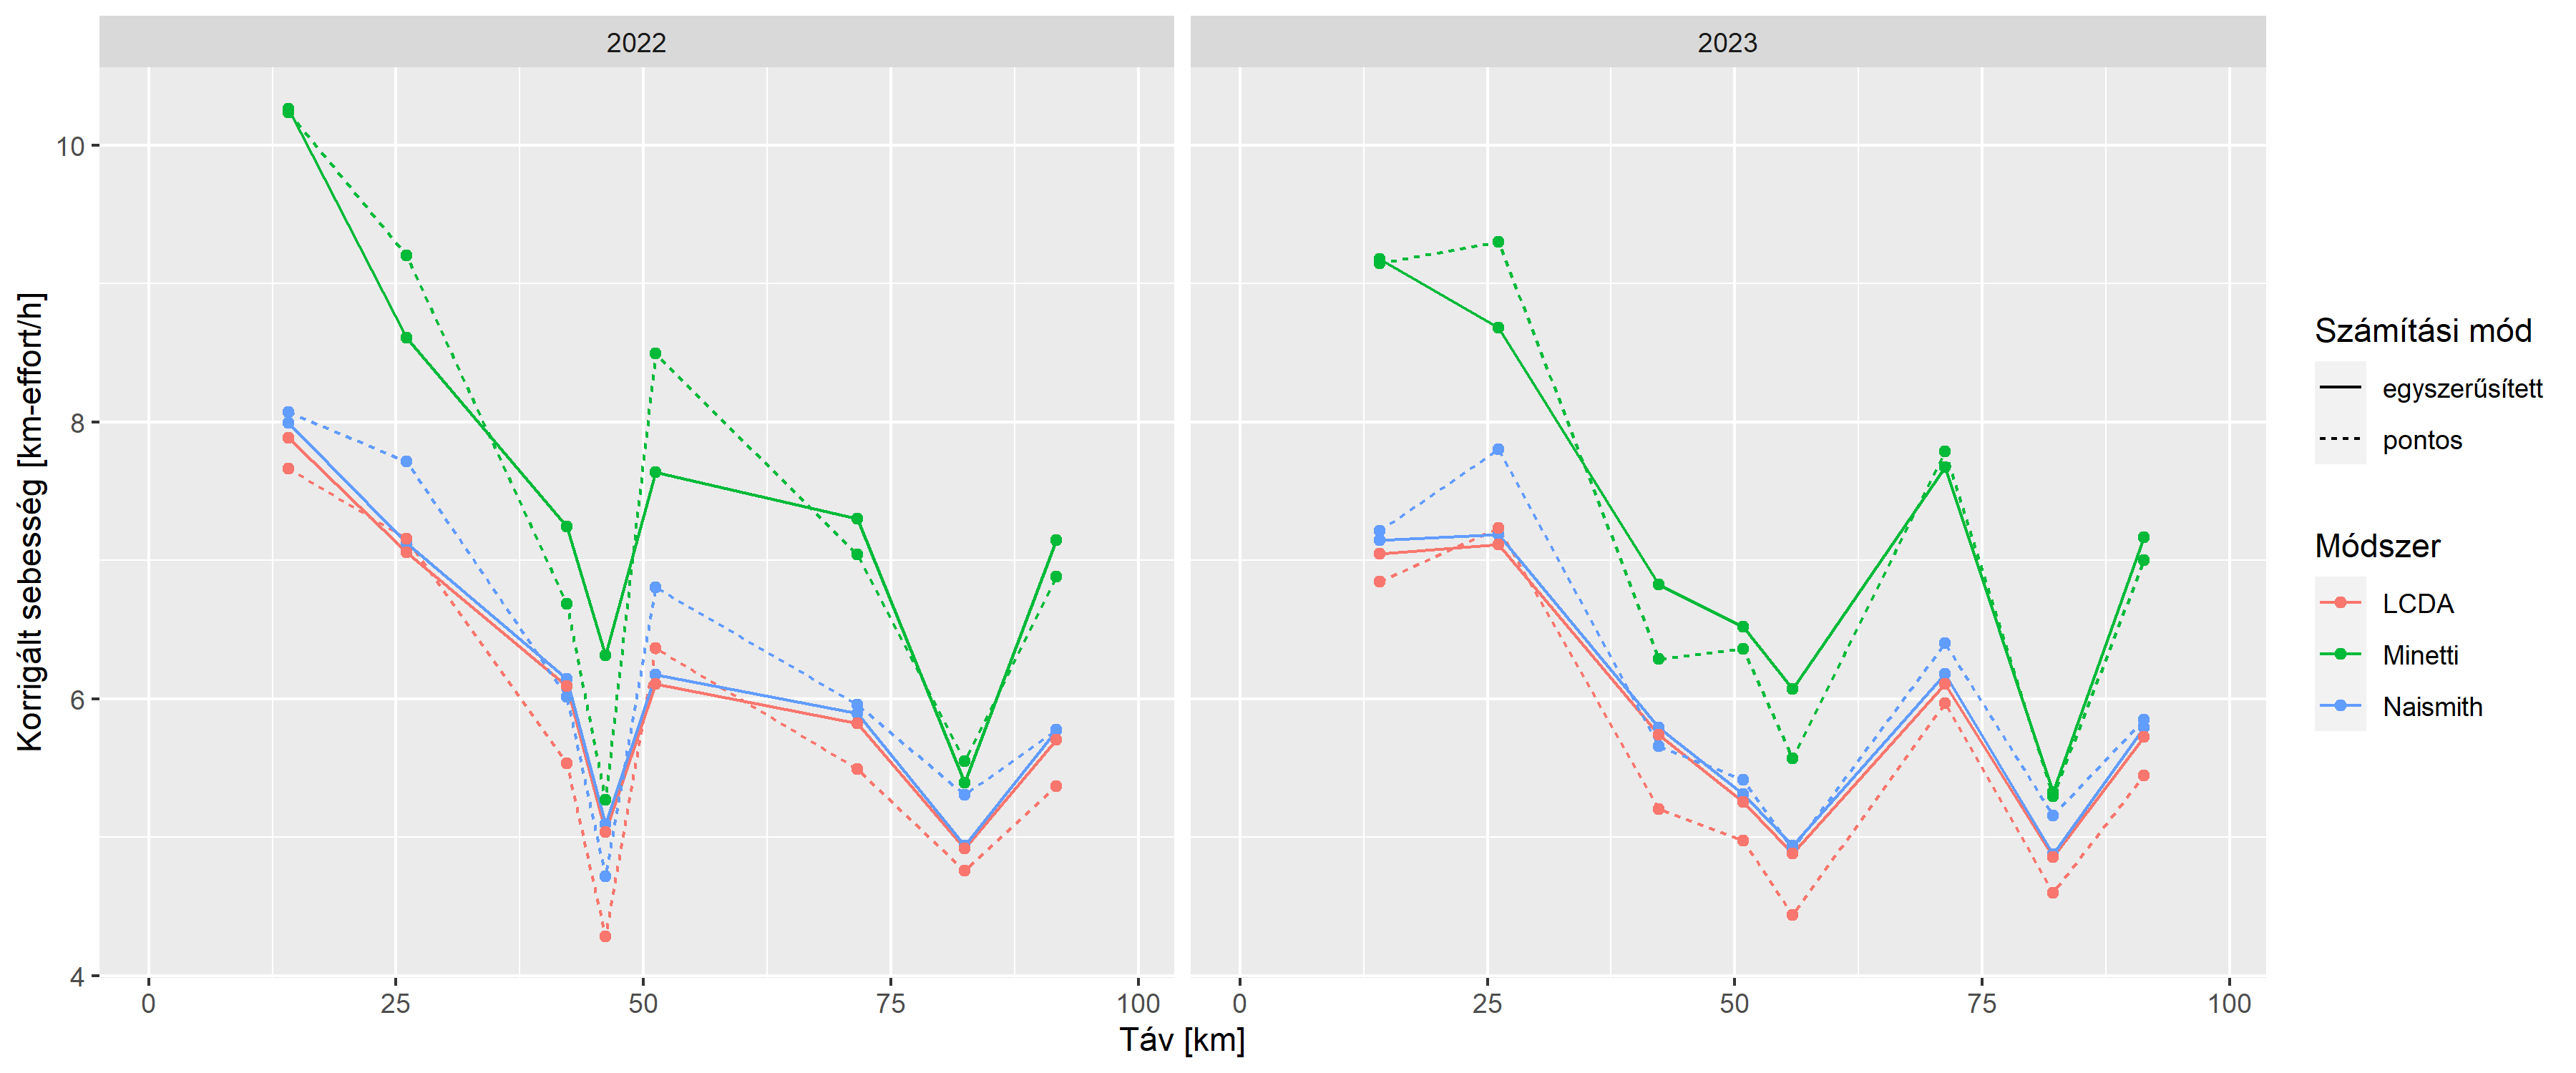 2022
2023
Korrigált sebesség [km-effort/h]
10
8
6
4
0 25 50 75 100
0 25 50 75 100
Táv [km]
Számítási mód
egyszerűsített
pontos
Módszer
LCDA
Minetti
Naismith